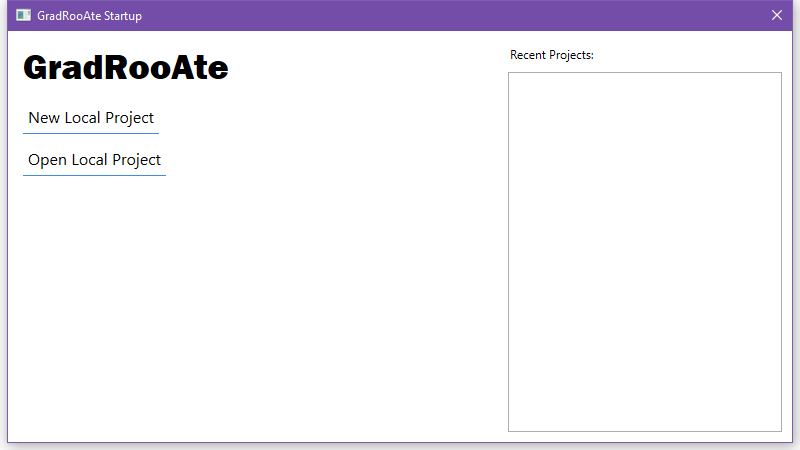 GradRooAte Startup
GradRooAte
New Local Project
Open Local Project
Recent Projects: